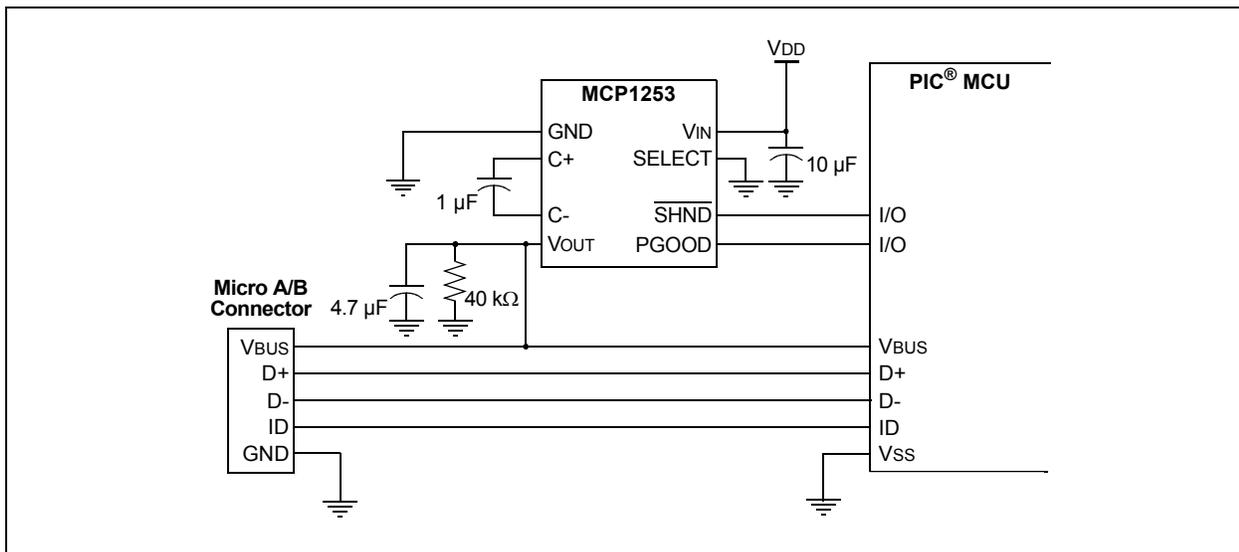 VDD
MCP1253
PIC® MCU
GND
VIN
C+
SELECT
10 µF
1 µF
C-
SHND
I/O
VOUT
PGOOD
I/O
Micro A/B
Connector
4.7 µF
40 kΩ
VBUS
VBUS
D+
D+
D-
D-
ID
ID
GND
VSS